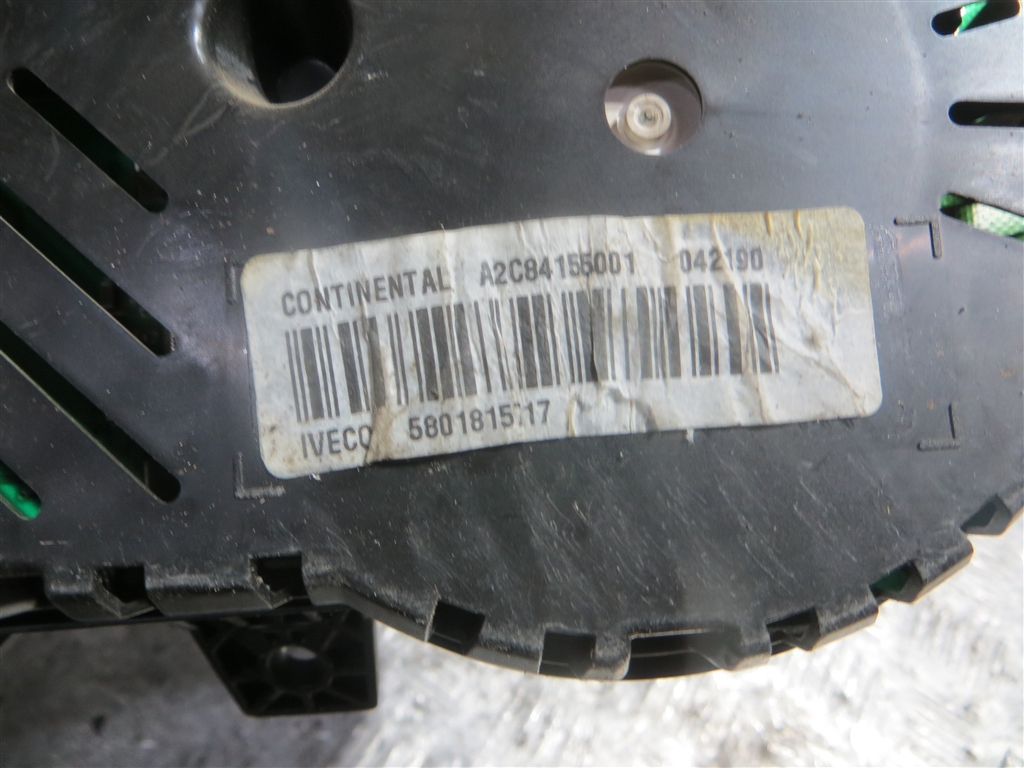 CONTINENTAL A2C84155001 042190
IVECO 5801815717